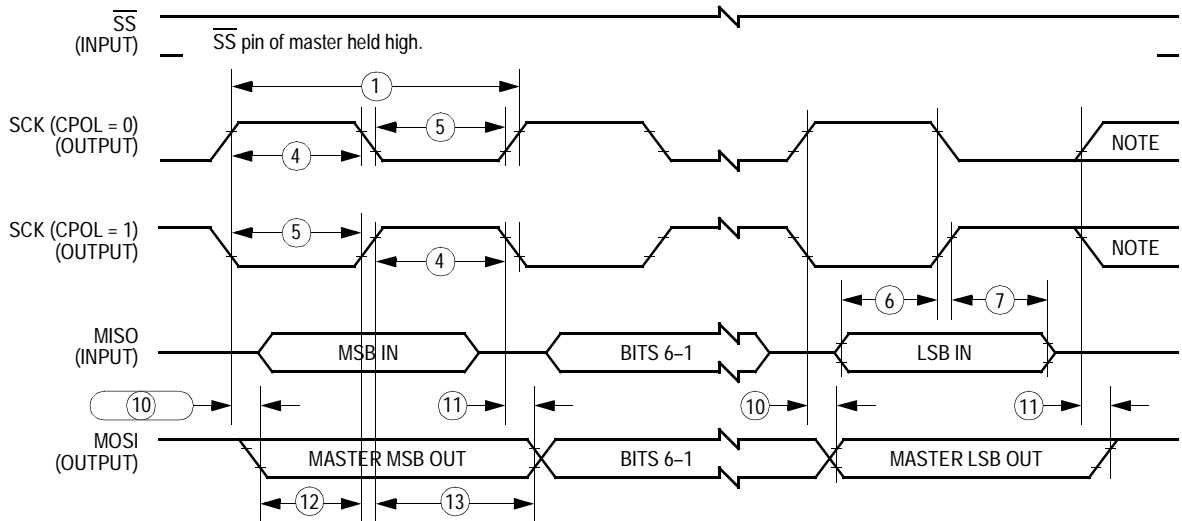 SS
(INPUT)
SS pin of master held high.
1
SCK (CPOL = 0)
(OUTPUT)
5
4
NOTE
SCK (CPOL = 1)
(OUTPUT)
5
4
NOTE
6
7
MISO
(INPUT)
MSB IN
BITS 6–1
LSB IN
10
11
10
11
MOSI
(OUTPUT)
MASTER MSB OUT
BITS 6–1
MASTER LSB OUT
12
13